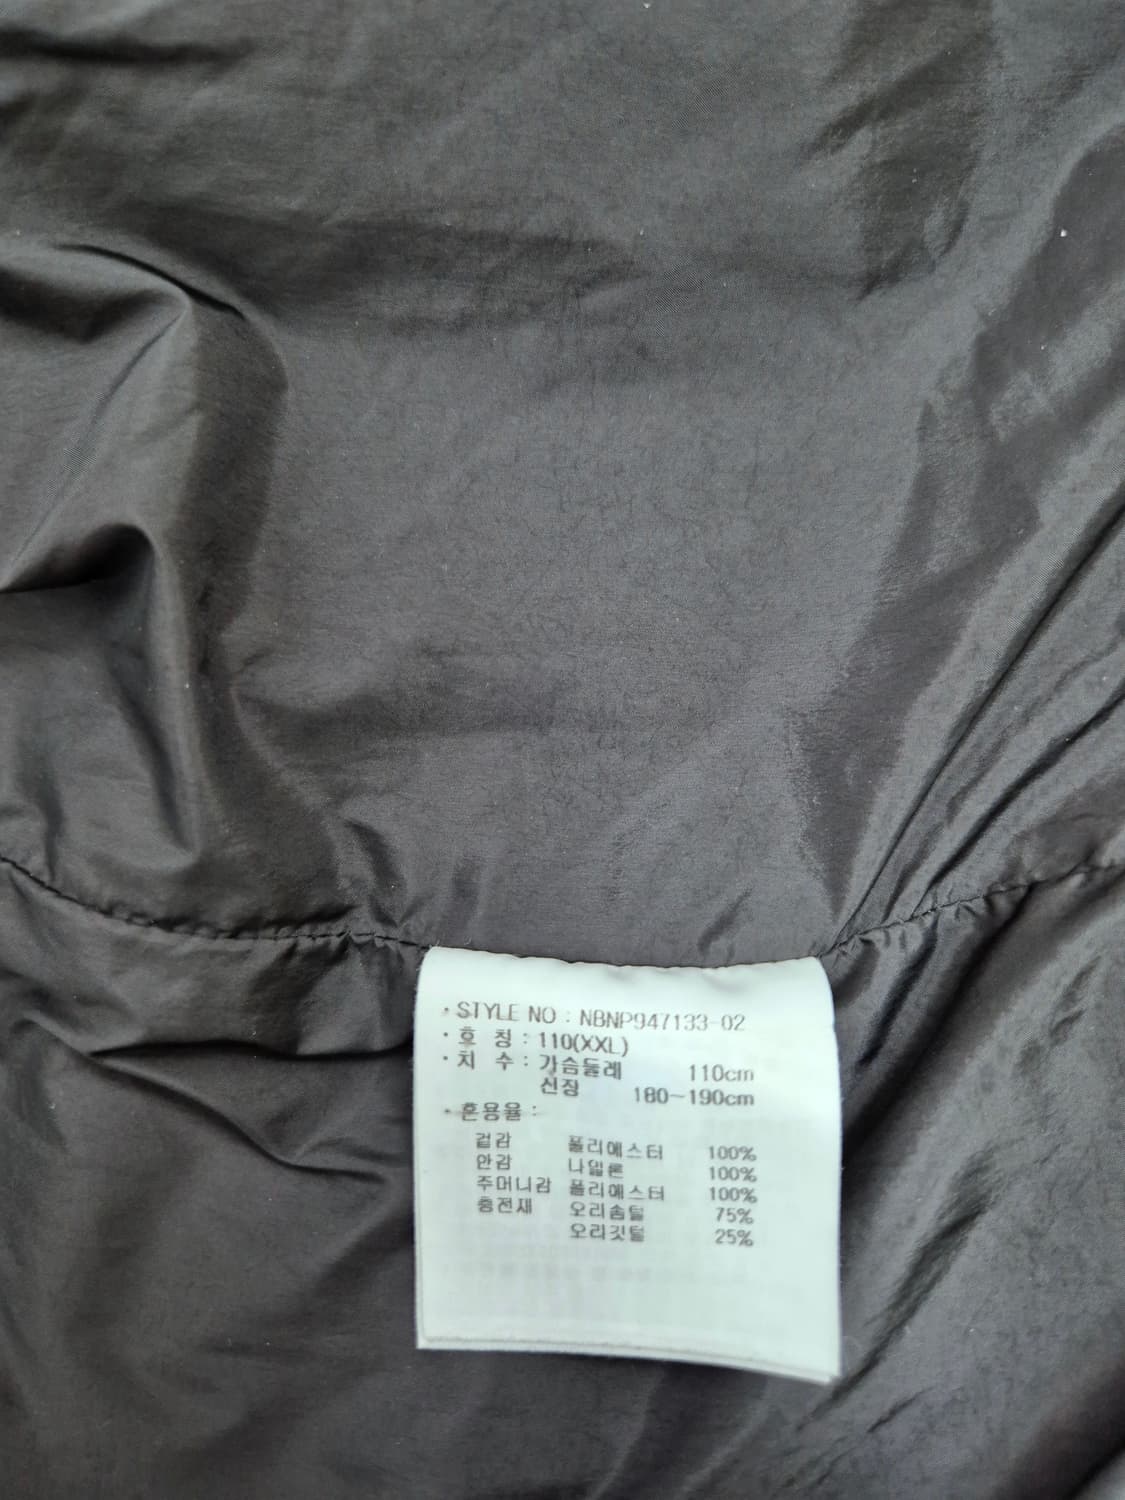 · STYLE NO : NBNP947133-02
· 호 칭 : 110(XXL)
· 치 수 : 가슴둘레 110cm
신장 180~190cm
· 혼용율 :
겉감 폴리에스터 100%
안감 나일론 100%
주머니감 폴리에스터 100%
충전재 오리솜털 75%
오리깃털 25%